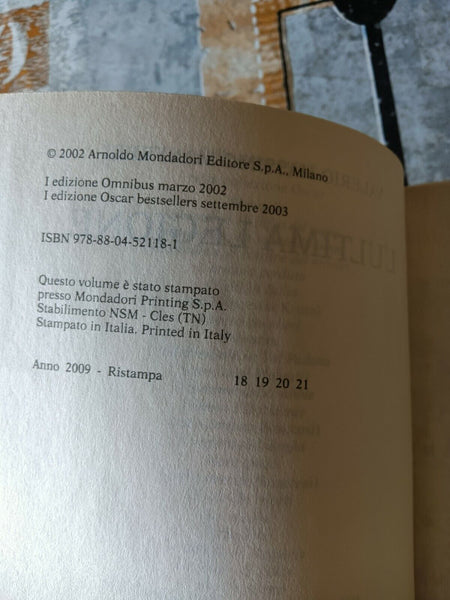 © 2002 Arnoldo Mondadori Editore S.p.A., Milano
I edizione Omnibus marzo 2002
I edizione Oscar bestsellers settembre 2003
ISBN 978-88-04-52118-1
Questo volume è stato stampato
presso Mondadori Printing S.p.A.
Stabilimento NSM - Cles (TN)
Stampato in Italia. Printed in Italy
Anno 2009 - Ristampa 18 19 20 21